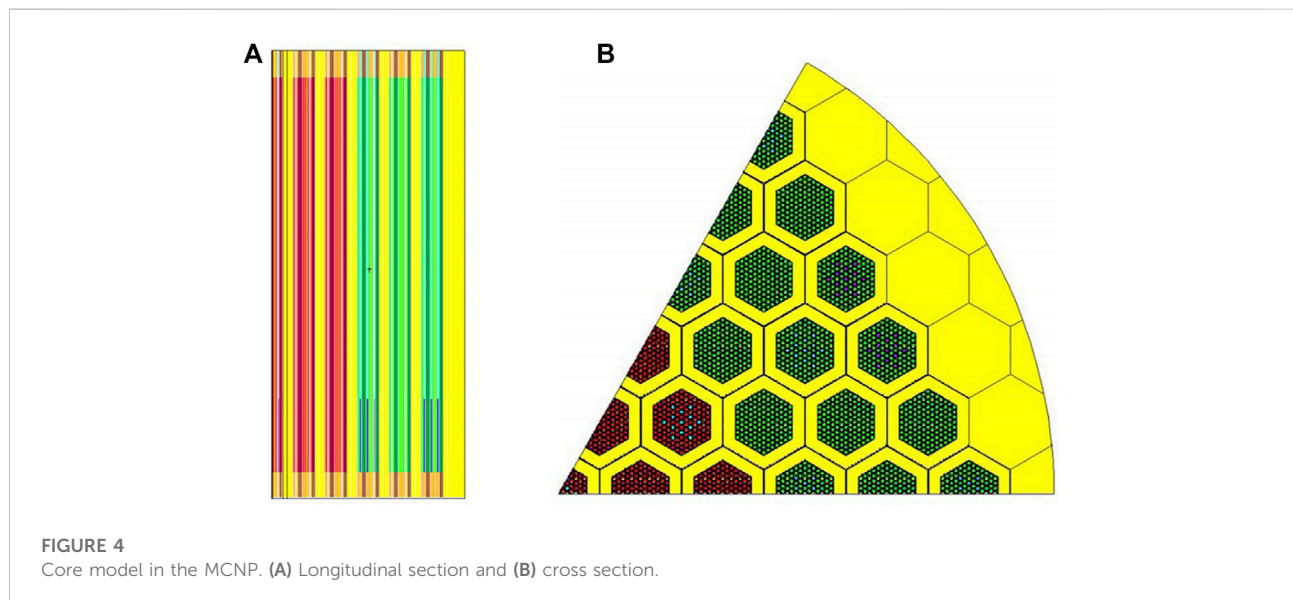 A
B
FIGURE 4
Core model in the MCNP. (A) Longitudinal section and (B) cross section.